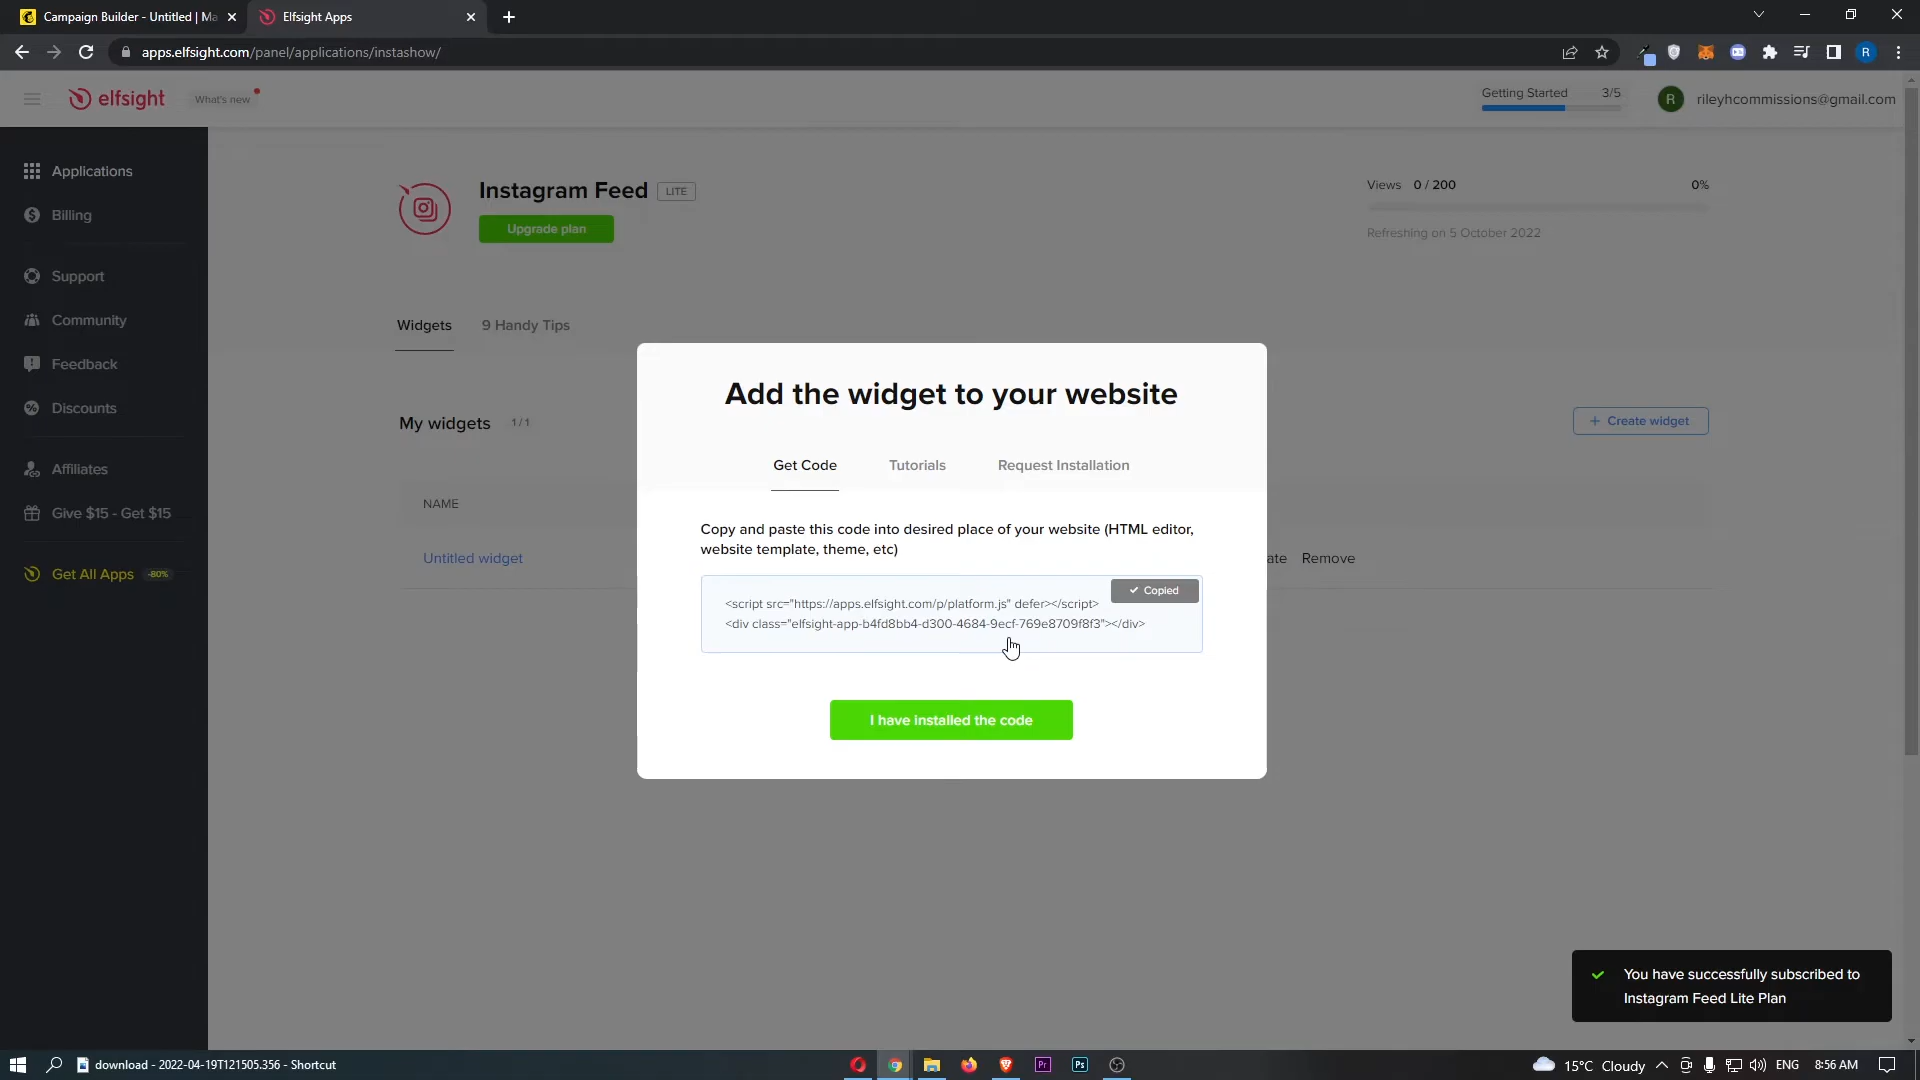 Campaign Builder - Untitled | Ma
Elfsight Apps
apps.elfsight.com/panel/applications/instashow/
R
elfsight
What's new
Getting Started 3/5
R
rileyhcommissions@gmail.com
Applications
Billing
Support
Community
Feedback
Discounts
Affiliates
Give $15 - Get $15
Get All Apps -80%
Instagram Feed LITE
Upgrade plan
Views 0 / 200 0%
Refreshing on 5 October 2022
Widgets 9 Handy Tips
My widgets 1 / 1
+ Create widget
NAME
Untitled widget
ate Remove
Add the widget to your website
Get Code Tutorials Request Installation
Copy and paste this code into desired place of your website (HTML editor,
website template, theme, etc)
Copied
<script src="https://apps.elfsight.com/p/platform.js" defer></script>
<div class="elfsight-app-b4fd8bb4-d300-4684-9ecf-769e8709f8f3"></div>
I have installed the code
You have successfully subscribed to
Instagram Feed Lite Plan
download - 2022-04-19T121505.356 - Shortcut
Pr
Ps
15°C Cloudy
ENG
8:56 AM